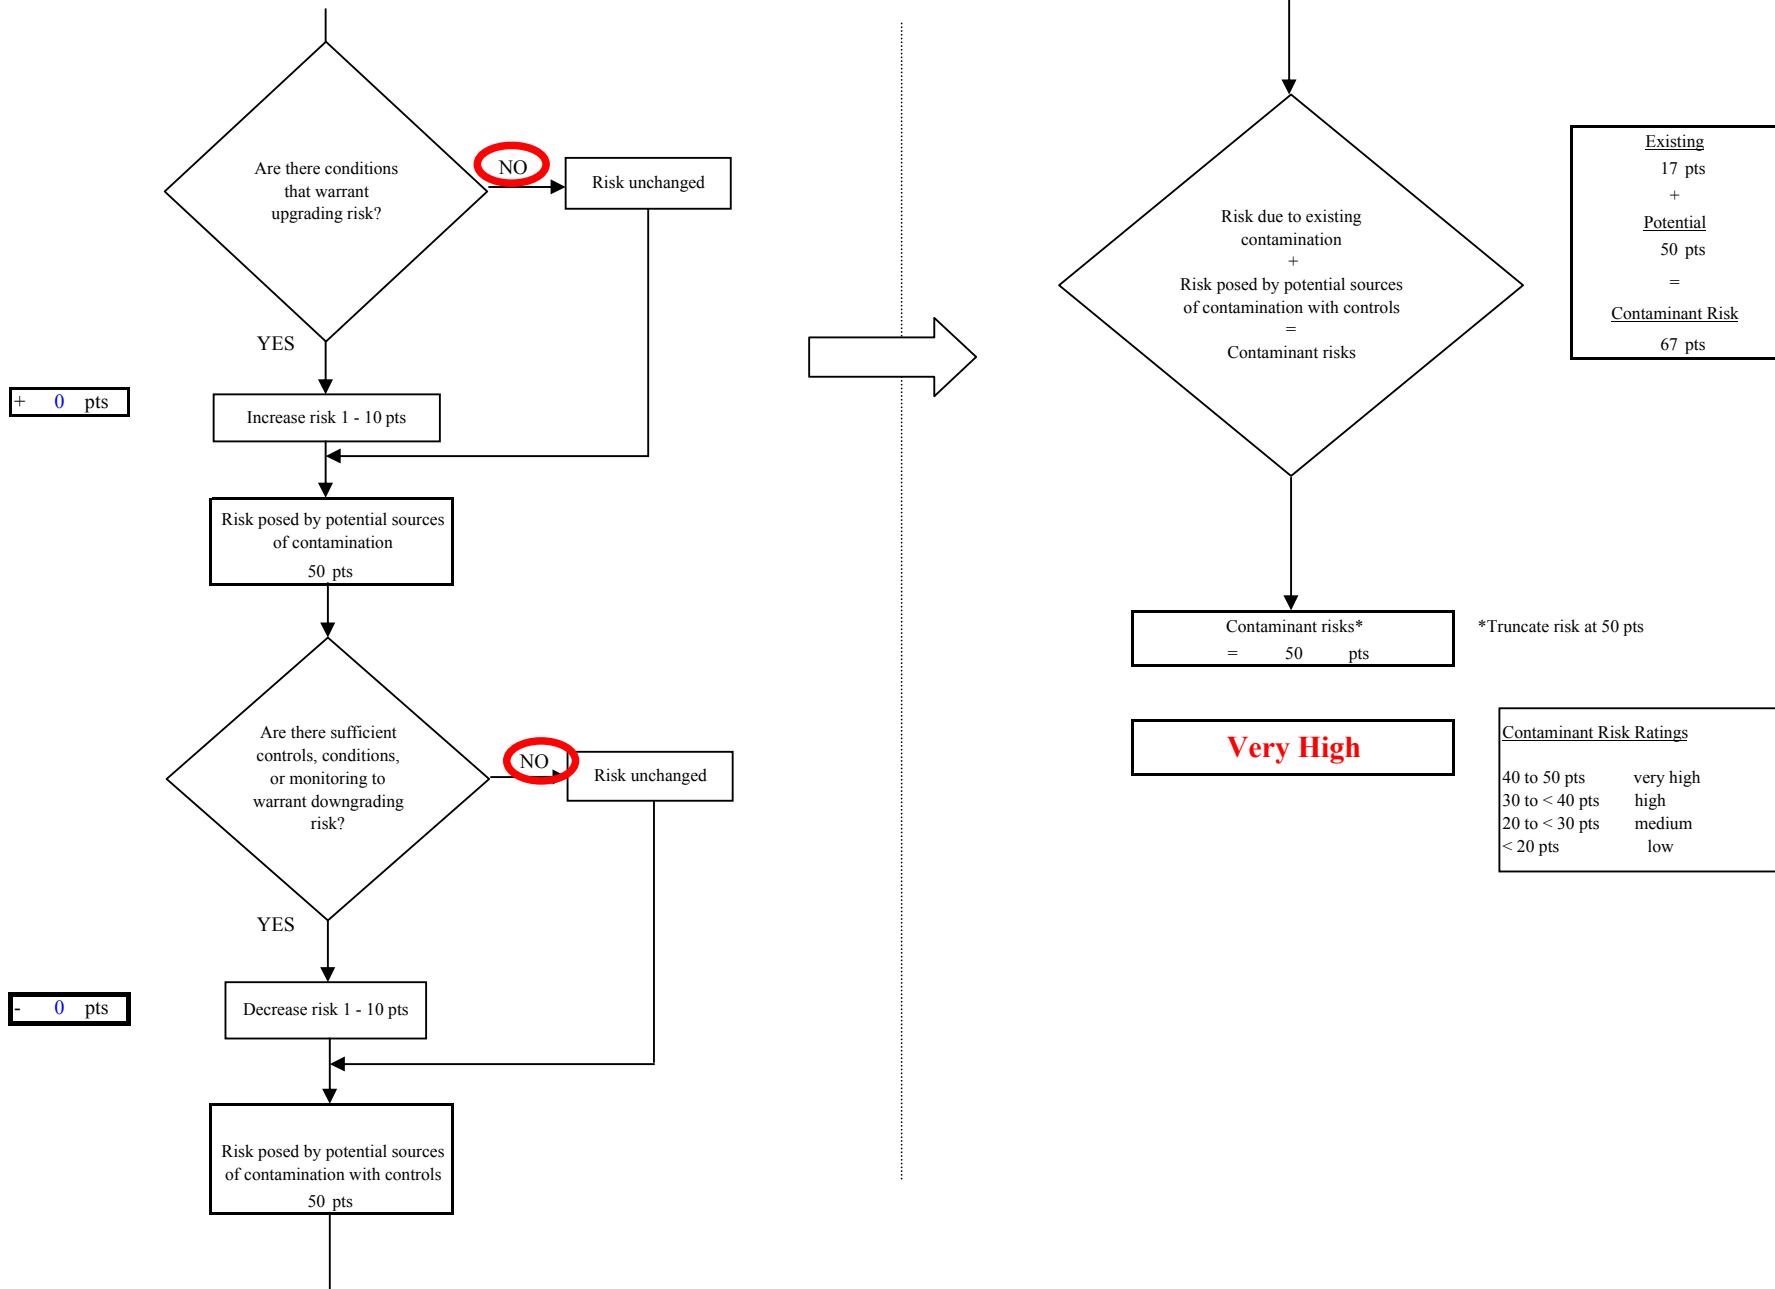 Are there conditions
that warrant
upgrading risk?
NO
Risk unchanged
YES
+ 0 pts
Increase risk 1 - 10 pts
Risk posed by potential sources
of contamination
50 pts
Are there sufficient
controls, conditions,
or monitoring to
warrant downgrading
risk?
NO
Risk unchanged
YES
- 0 pts
Decrease risk 1 - 10 pts
Risk posed by potential sources
of contamination with controls
50 pts
Risk due to existing
contamination
+
Risk posed by potential sources
of contamination with controls
=
Contaminant risks
Existing
17 pts
+
Potential
50 pts
=
Contaminant Risk
67 pts
Contaminant risks*
= 50 pts
*Truncate risk at 50 pts
Very High
Contaminant Risk Ratings
40 to 50 pts very high
30 to < 40 pts high
20 to < 30 pts medium
< 20 pts low